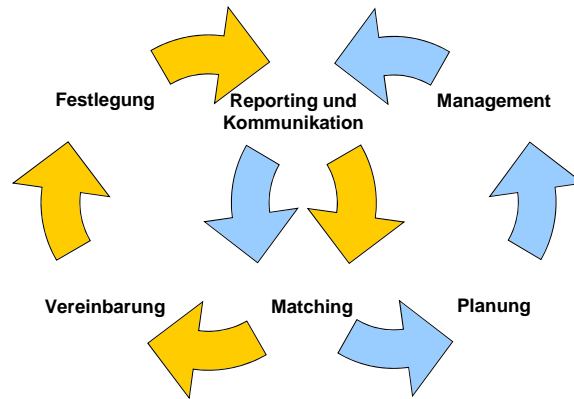 Festlegung
Reporting und
Kommunikation
Management
Vereinbarung
Matching
Planung